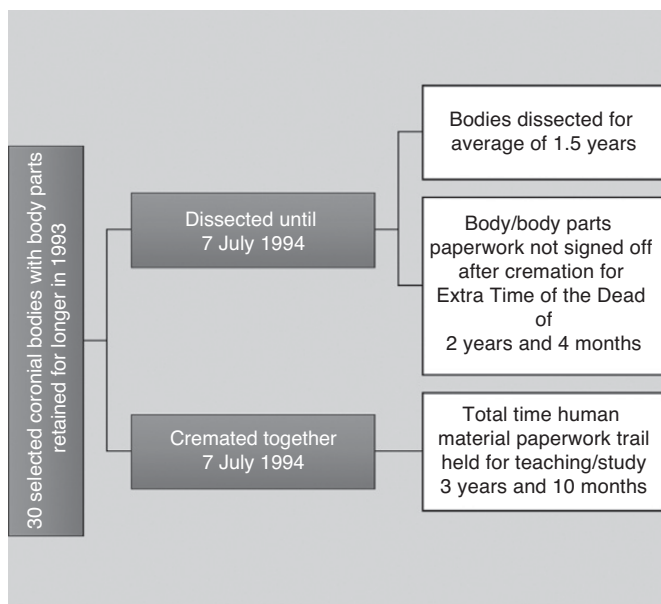 30 selected coronial bodies with body parts
retained for longer in 1993
Dissected until
7 July 1994
Bodies dissected for
average of 1.5 years
Body/body parts
paperwork not signed off
after cremation for
Extra Time of the Dead
of
2 years and 4 months
Cremated together
7 July 1994
Total time human
material paperwork trail
held for teaching/study
3 years and 10 months